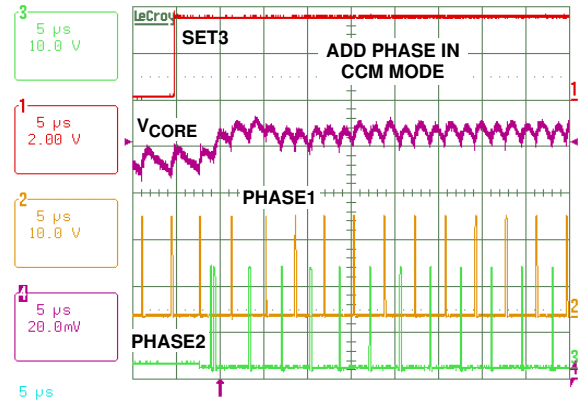 3
5 µs
10.0 V
1
5 µs
2.00 V
2
5 µs
10.0 V
4
5 µs
20.0mV
5 µs
LeCroy
SET3
ADD PHASE IN
CCM MODE
1
VCORE
PHASE1
2
PHASE2
3
4